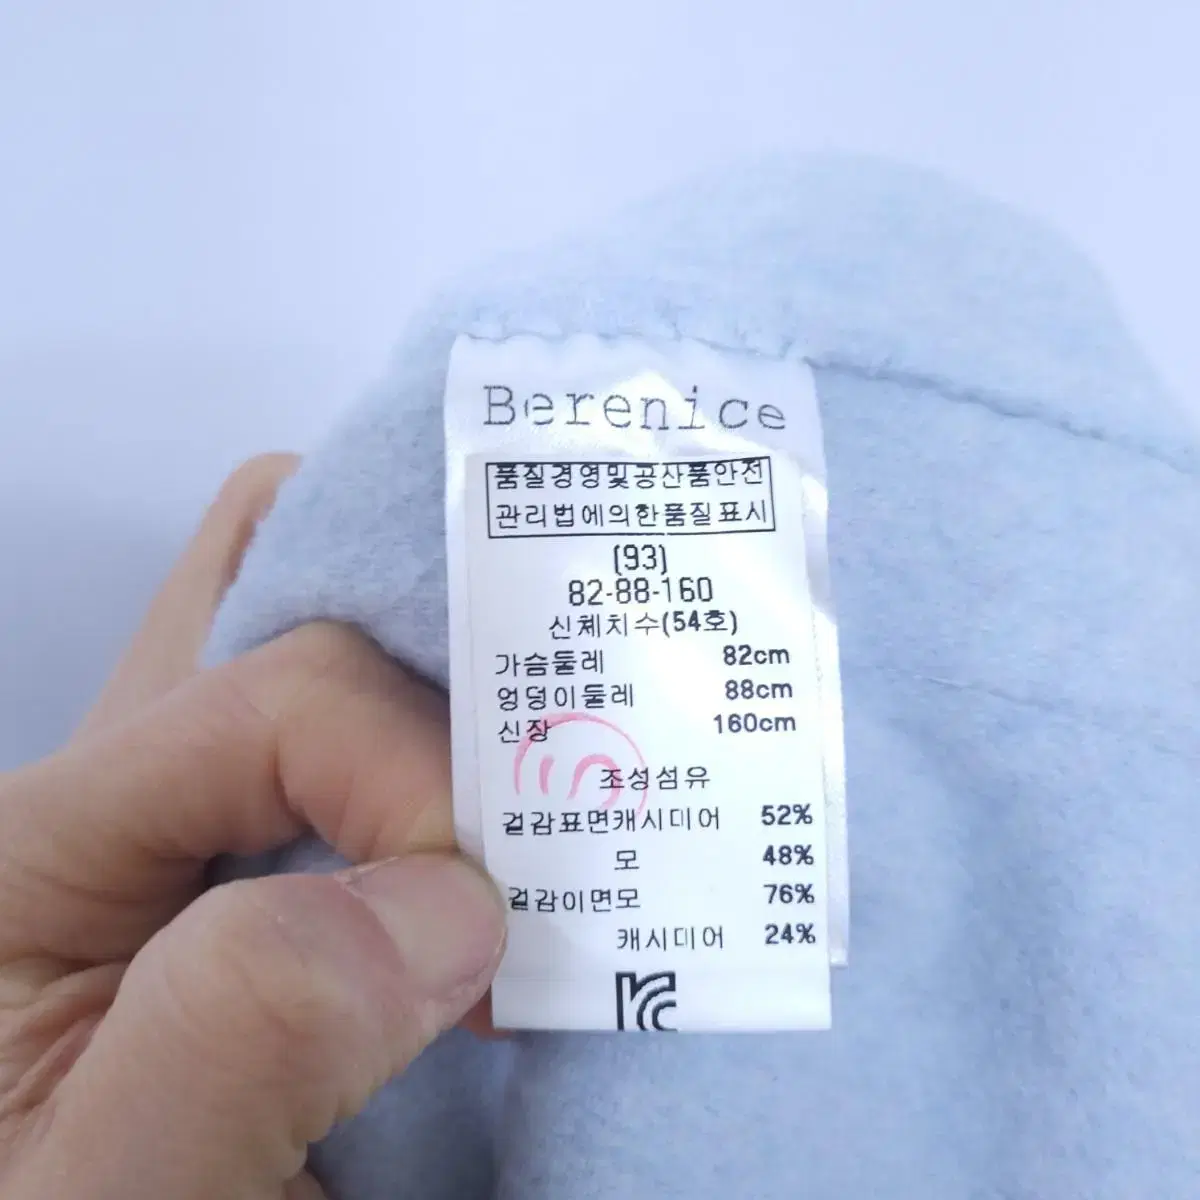 Berenice
품질경영및공산품안전
관리법에의한품질표시
(93)
82-88-160
신체치수(54호)
가슴둘레 82cm
엉덩이둘레 88cm
신장 160cm
조성섬유
겉감표면캐시미어 52%
모 48%
겉감이면모 76%
캐시미어 24%